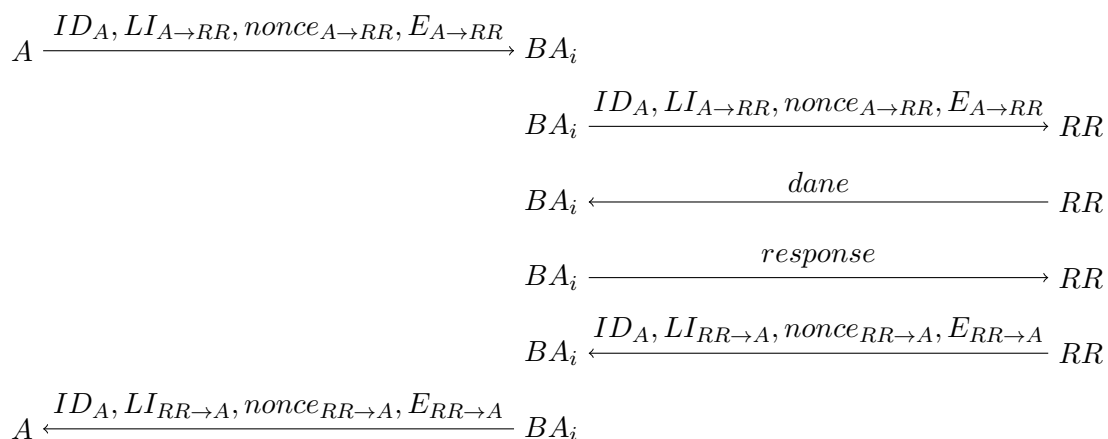 ID_A, LI_{A→RR}, nonce_{A→RR}, E_{A→RR}
A → BA_i
ID_A, LI_{A→RR}, nonce_{A→RR}, E_{A→RR}
BA_i → RR
dane
BA_i ← RR
response
BA_i → RR
ID_A, LI_{RR→A}, nonce_{RR→A}, E_{RR→A}
BA_i ← RR
ID_A, LI_{RR→A}, nonce_{RR→A}, E_{RR→A}
A ← BA_i